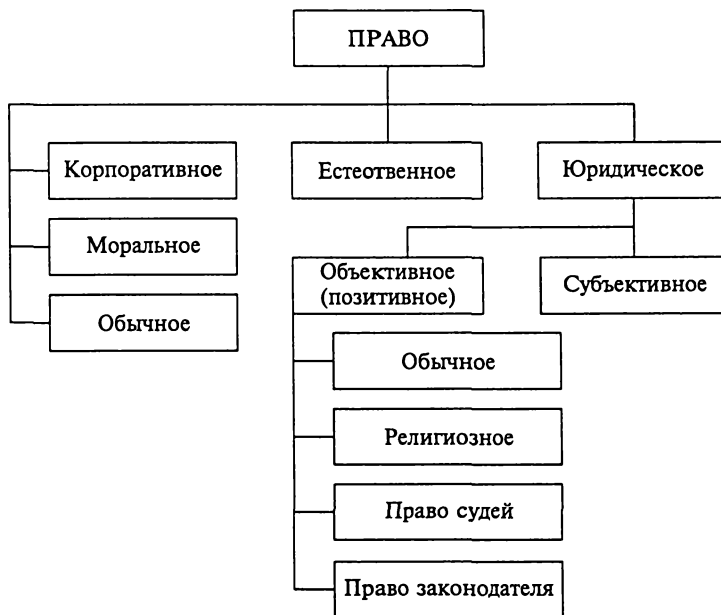 ПРАВО
Корпоративное
Естеотвенное
Юридическое
Моральное
Обычное
Объективное
(позитивное)
Субъективное
Обычное
Религиозное
Право судей
Право законодателя